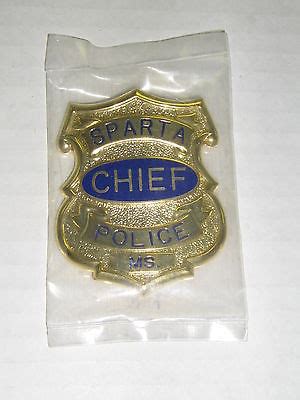 SPARTA
CHIEF
POLICE
MS.